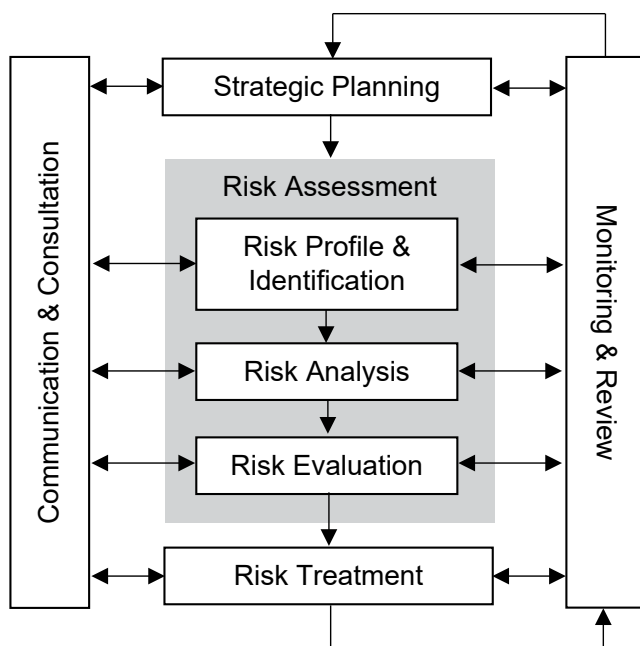 Strategic Planning
Risk Assessment
Risk Profile &
Identification
Risk Analysis
Risk Evaluation
Risk Treatment
Communication & Consultation
Monitoring & Review